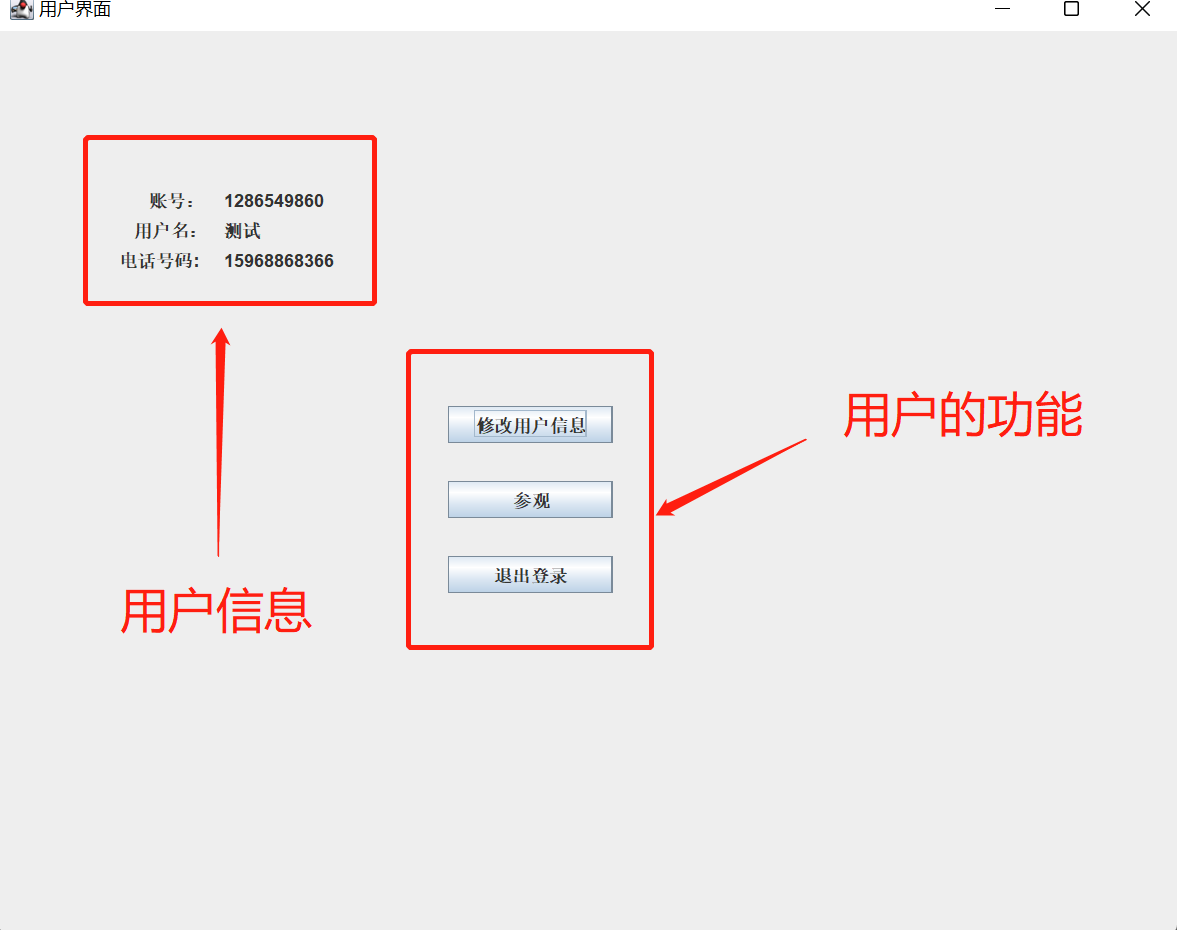 用户界面
账号： 1286549860
用户名： 测试
电话号码: 15968868366
修改用户信息
参观
退出登录
用户的功能
用户信息